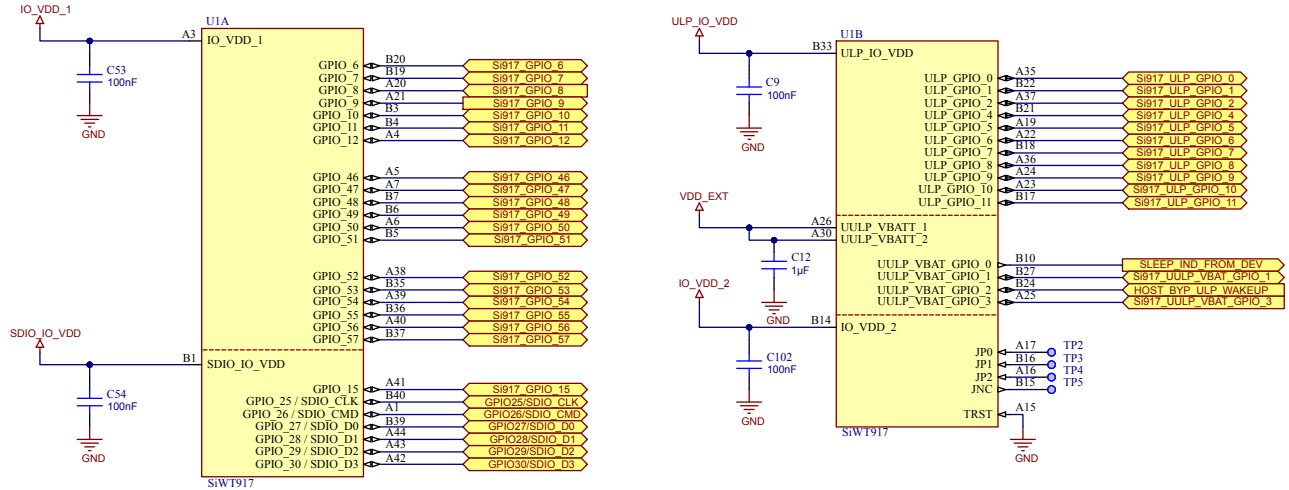 IO_VDD_1
U1A
A3
IO_VDD_1
C53
100nF
GND
GPIO_6 B20 Si917_GPIO_6
GPIO_7 B19 Si917_GPIO_7
GPIO_8 A20 Si917_GPIO_8
GPIO_9 A21 Si917_GPIO_9
GPIO_10 B3 Si917_GPIO_10
GPIO_11 B4 Si917_GPIO_11
GPIO_12 A4 Si917_GPIO_12
GPIO_46 A5 Si917_GPIO_46
GPIO_47 A7 Si917_GPIO_47
GPIO_48 B7 Si917_GPIO_48
GPIO_49 B6 Si917_GPIO_49
GPIO_50 A6 Si917_GPIO_50
GPIO_51 B5 Si917_GPIO_51
GPIO_52 A38 Si917_GPIO_52
GPIO_53 B35 Si917_GPIO_53
GPIO_54 A39 Si917_GPIO_54
GPIO_55 B36 Si917_GPIO_55
GPIO_56 A40 Si917_GPIO_56
GPIO_57 B37 Si917_GPIO_57
SDIO_IO_VDD
B1
SDIO_IO_VDD
C54
100nF
GND
GPIO_15 A41 Si917_GPIO_15
GPIO_25 / SDIO_CLK B40 GPIO25/SDIO_CLK
GPIO_26 / SDIO_CMD A1 GPIO26/SDIO_CMD
GPIO_27 / SDIO_D0 B39 GPIO27/SDIO_D0
GPIO_28 / SDIO_D1 A44 GPIO28/SDIO_D1
GPIO_29 / SDIO_D2 A43 GPIO29/SDIO_D2
GPIO_30 / SDIO_D3 A42 GPIO30/SDIO_D3
SiWT917
ULP_IO_VDD
U1B
B33
ULP_IO_VDD
C9
100nF
GND
ULP_GPIO_0 A35 Si917_ULP_GPIO_0
ULP_GPIO_1 B22 Si917_ULP_GPIO_1
ULP_GPIO_2 A37 Si917_ULP_GPIO_2
ULP_GPIO_4 B21 Si917_ULP_GPIO_4
ULP_GPIO_5 A19 Si917_ULP_GPIO_5
ULP_GPIO_6 A22 Si917_ULP_GPIO_6
ULP_GPIO_7 B18 Si917_ULP_GPIO_7
ULP_GPIO_8 A36 Si917_ULP_GPIO_8
ULP_GPIO_9 A24 Si917_ULP_GPIO_9
ULP_GPIO_10 A23 Si917_ULP_GPIO_10
ULP_GPIO_11 B17 Si917_ULP_GPIO_11
VDD_EXT
A26 UULP_VBATT_1
A30 UULP_VBATT_2
C12
1µF
GND
UULP_VBAT_GPIO_0 B10 SLEEP_IND_FROM_DEV
UULP_VBAT_GPIO_1 B27 Si917_UULP_VBAT_GPIO_1
UULP_VBAT_GPIO_2 B24 HOST_BYP_ULP_WAKEUP
UULP_VBAT_GPIO_3 A25 Si917_UULP_VBAT_GPIO_3
IO_VDD_2
B14
IO_VDD_2
C102
100nF
GND
JP0 A17 TP2
JP1 B16 TP3
JP2 A16 TP4
JNC B15 TP5
TRST A15
GND
SiWT917